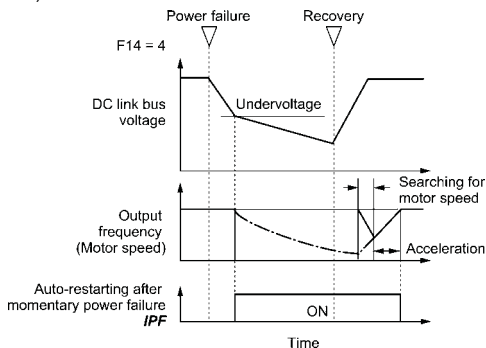 Power failure
Recovery
F14 = 4
DC link bus
voltage
Undervoltage
Searching for
motor speed
Output
frequency
(Motor speed)
Acceleration
Auto-restarting after
momentary power failure
IPF
ON
Time